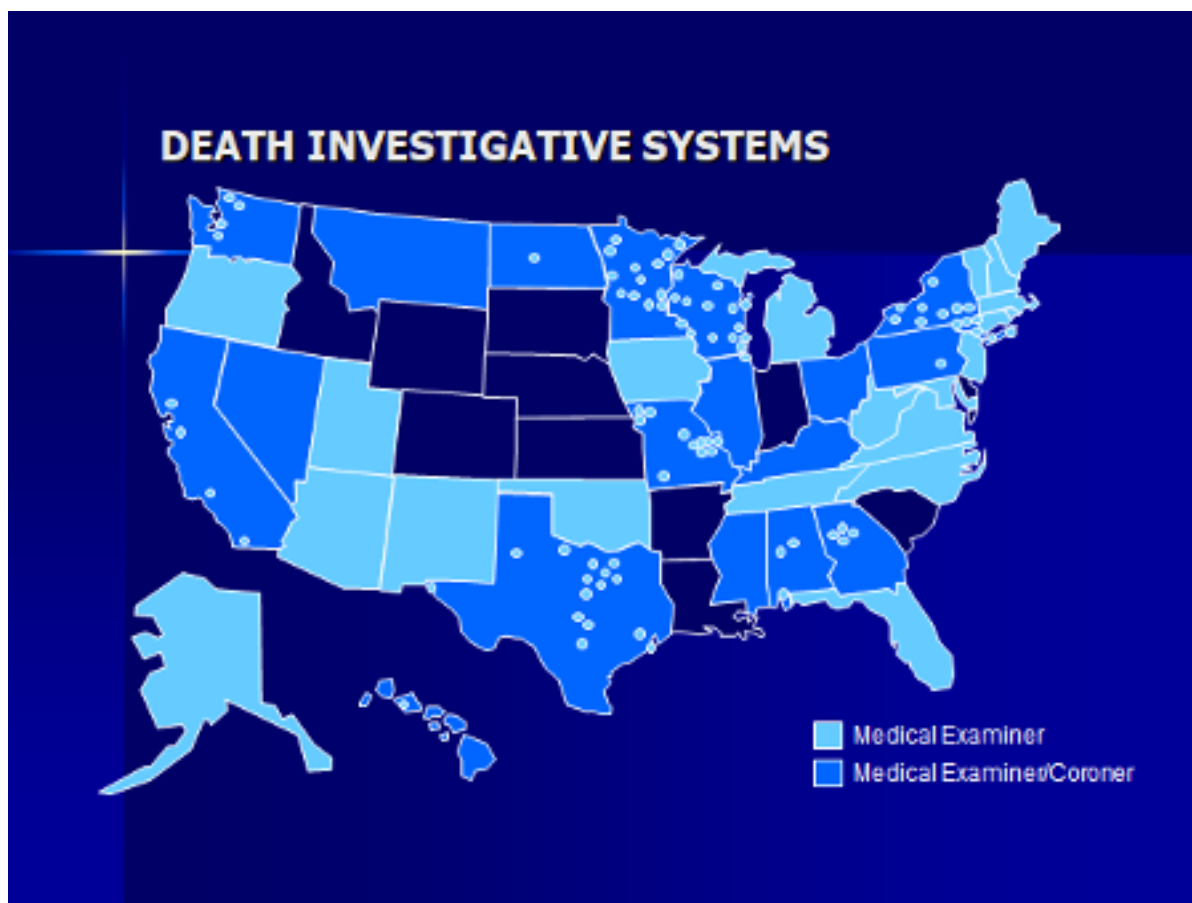 DEATH INVESTIGATIVE SYSTEMS
Medical Examiner
Medical Examiner/Coroner